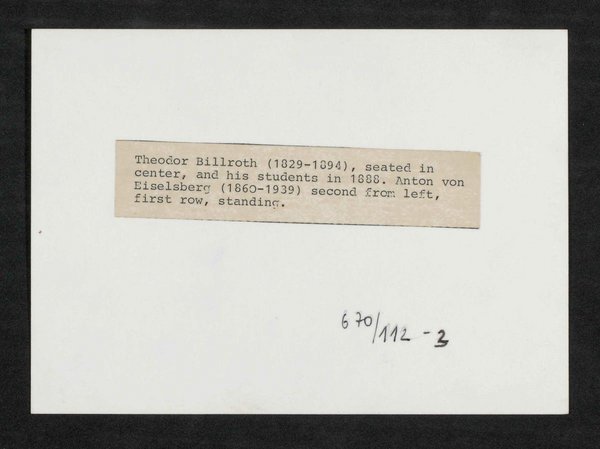 Theodor Billroth (1829-1894), seated in
center, and his students in 1888. Anton von
Eiselsberg (1860-1939) second from left,
first row, standing.
670/112-3